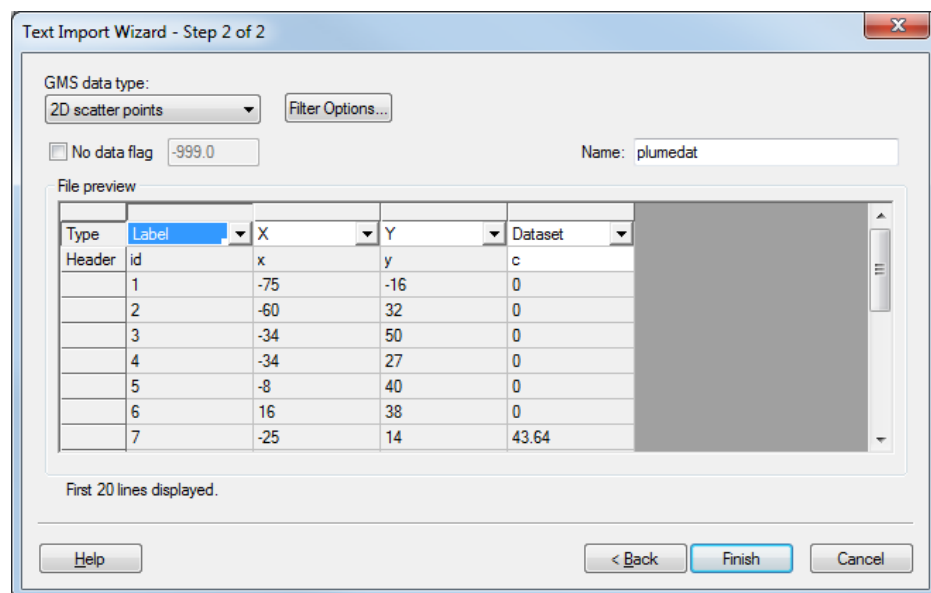 Text Import Wizard - Step 2 of 2
GMS data type:
2D scatter points Filter Options...
No data flag -999.0 Name: plumedat
File preview
Type Label X Y Dataset
Header id x y c
1 -75 -16 0
2 -60 32 0
3 -34 50 0
4 -34 27 0
5 -8 40 0
6 16 38 0
7 -25 14 43.64
First 20 lines displayed.
Help < Back Finish Cancel